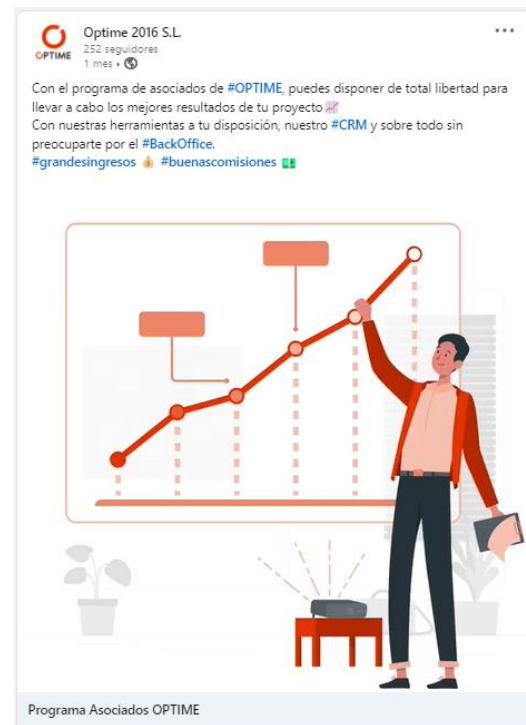 OPTIME
Optime 2016 S.L.
252 seguidores
1 mes •
Con el programa de asociados de #OPTIME, puedes disponer de total libertad para
llevar a cabo los mejores resultados de tu proyecto
Con nuestras herramientas a tu disposición, nuestro #CRM y sobre todo sin
preocuparte por el #BackOffice.
#grandesingresos #buenascomisiones
Programa Asociados OPTIME